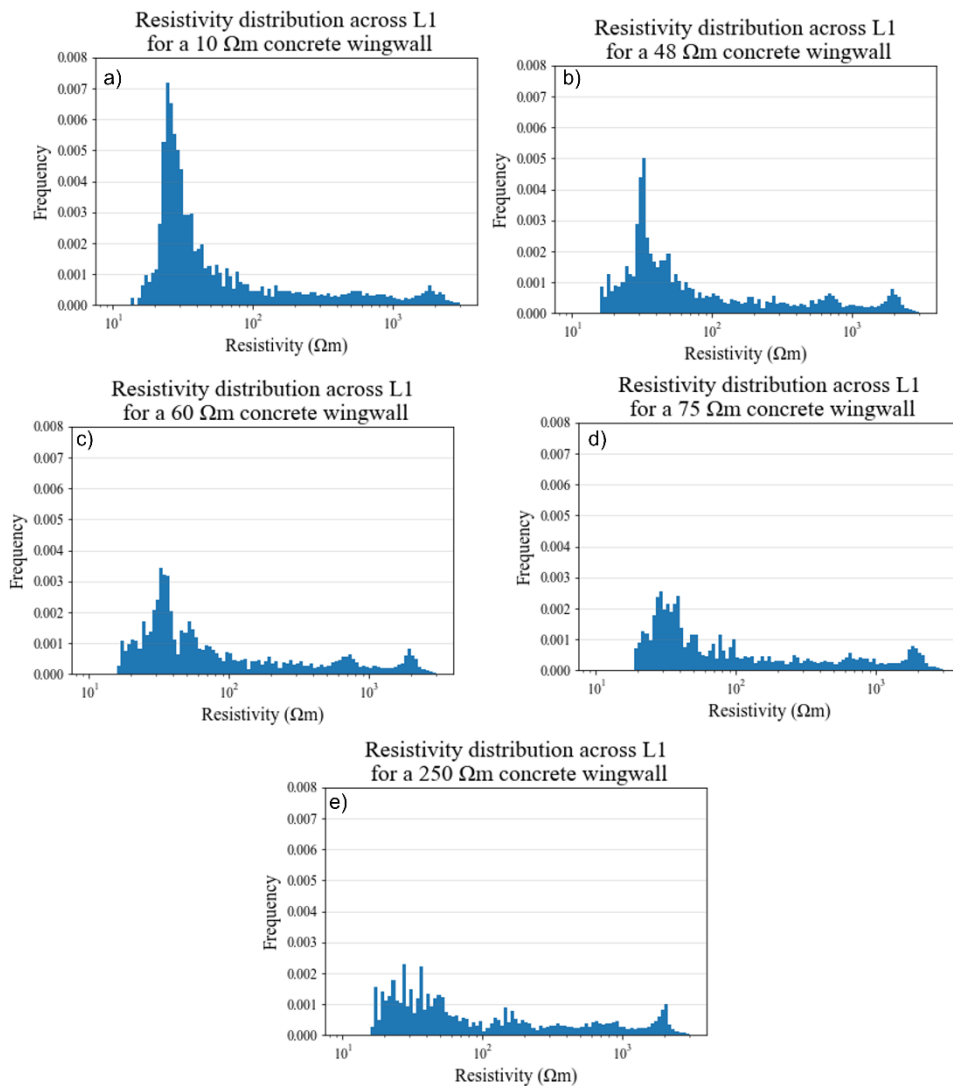 Resistivity distribution across L1
for a 10 Ωm concrete wingwall
a)
0.008
0.007
0.006
0.005
0.004
0.003
0.002
0.001
0.000
Frequency
10¹
10²
10³
Resistivity (Ωm)
Resistivity distribution across L1
for a 48 Ωm concrete wingwall
b)
0.008
0.007
0.006
0.005
0.004
0.003
0.002
0.001
0.000
Frequency
10¹
10²
10³
Resistivity (Ωm)
Resistivity distribution across L1
for a 60 Ωm concrete wingwall
c)
0.008
0.007
0.006
0.005
0.004
0.003
0.002
0.001
0.000
Frequency
10¹
10²
10³
Resistivity (Ωm)
Resistivity distribution across L1
for a 75 Ωm concrete wingwall
d)
0.008
0.007
0.006
0.005
0.004
0.003
0.002
0.001
0.000
Frequency
10¹
10²
10³
Resistivity (Ωm)
Resistivity distribution across L1
for a 250 Ωm concrete wingwall
e)
0.008
0.007
0.006
0.005
0.004
0.003
0.002
0.001
0.000
Frequency
10¹
10²
10³
Resistivity (Ωm)